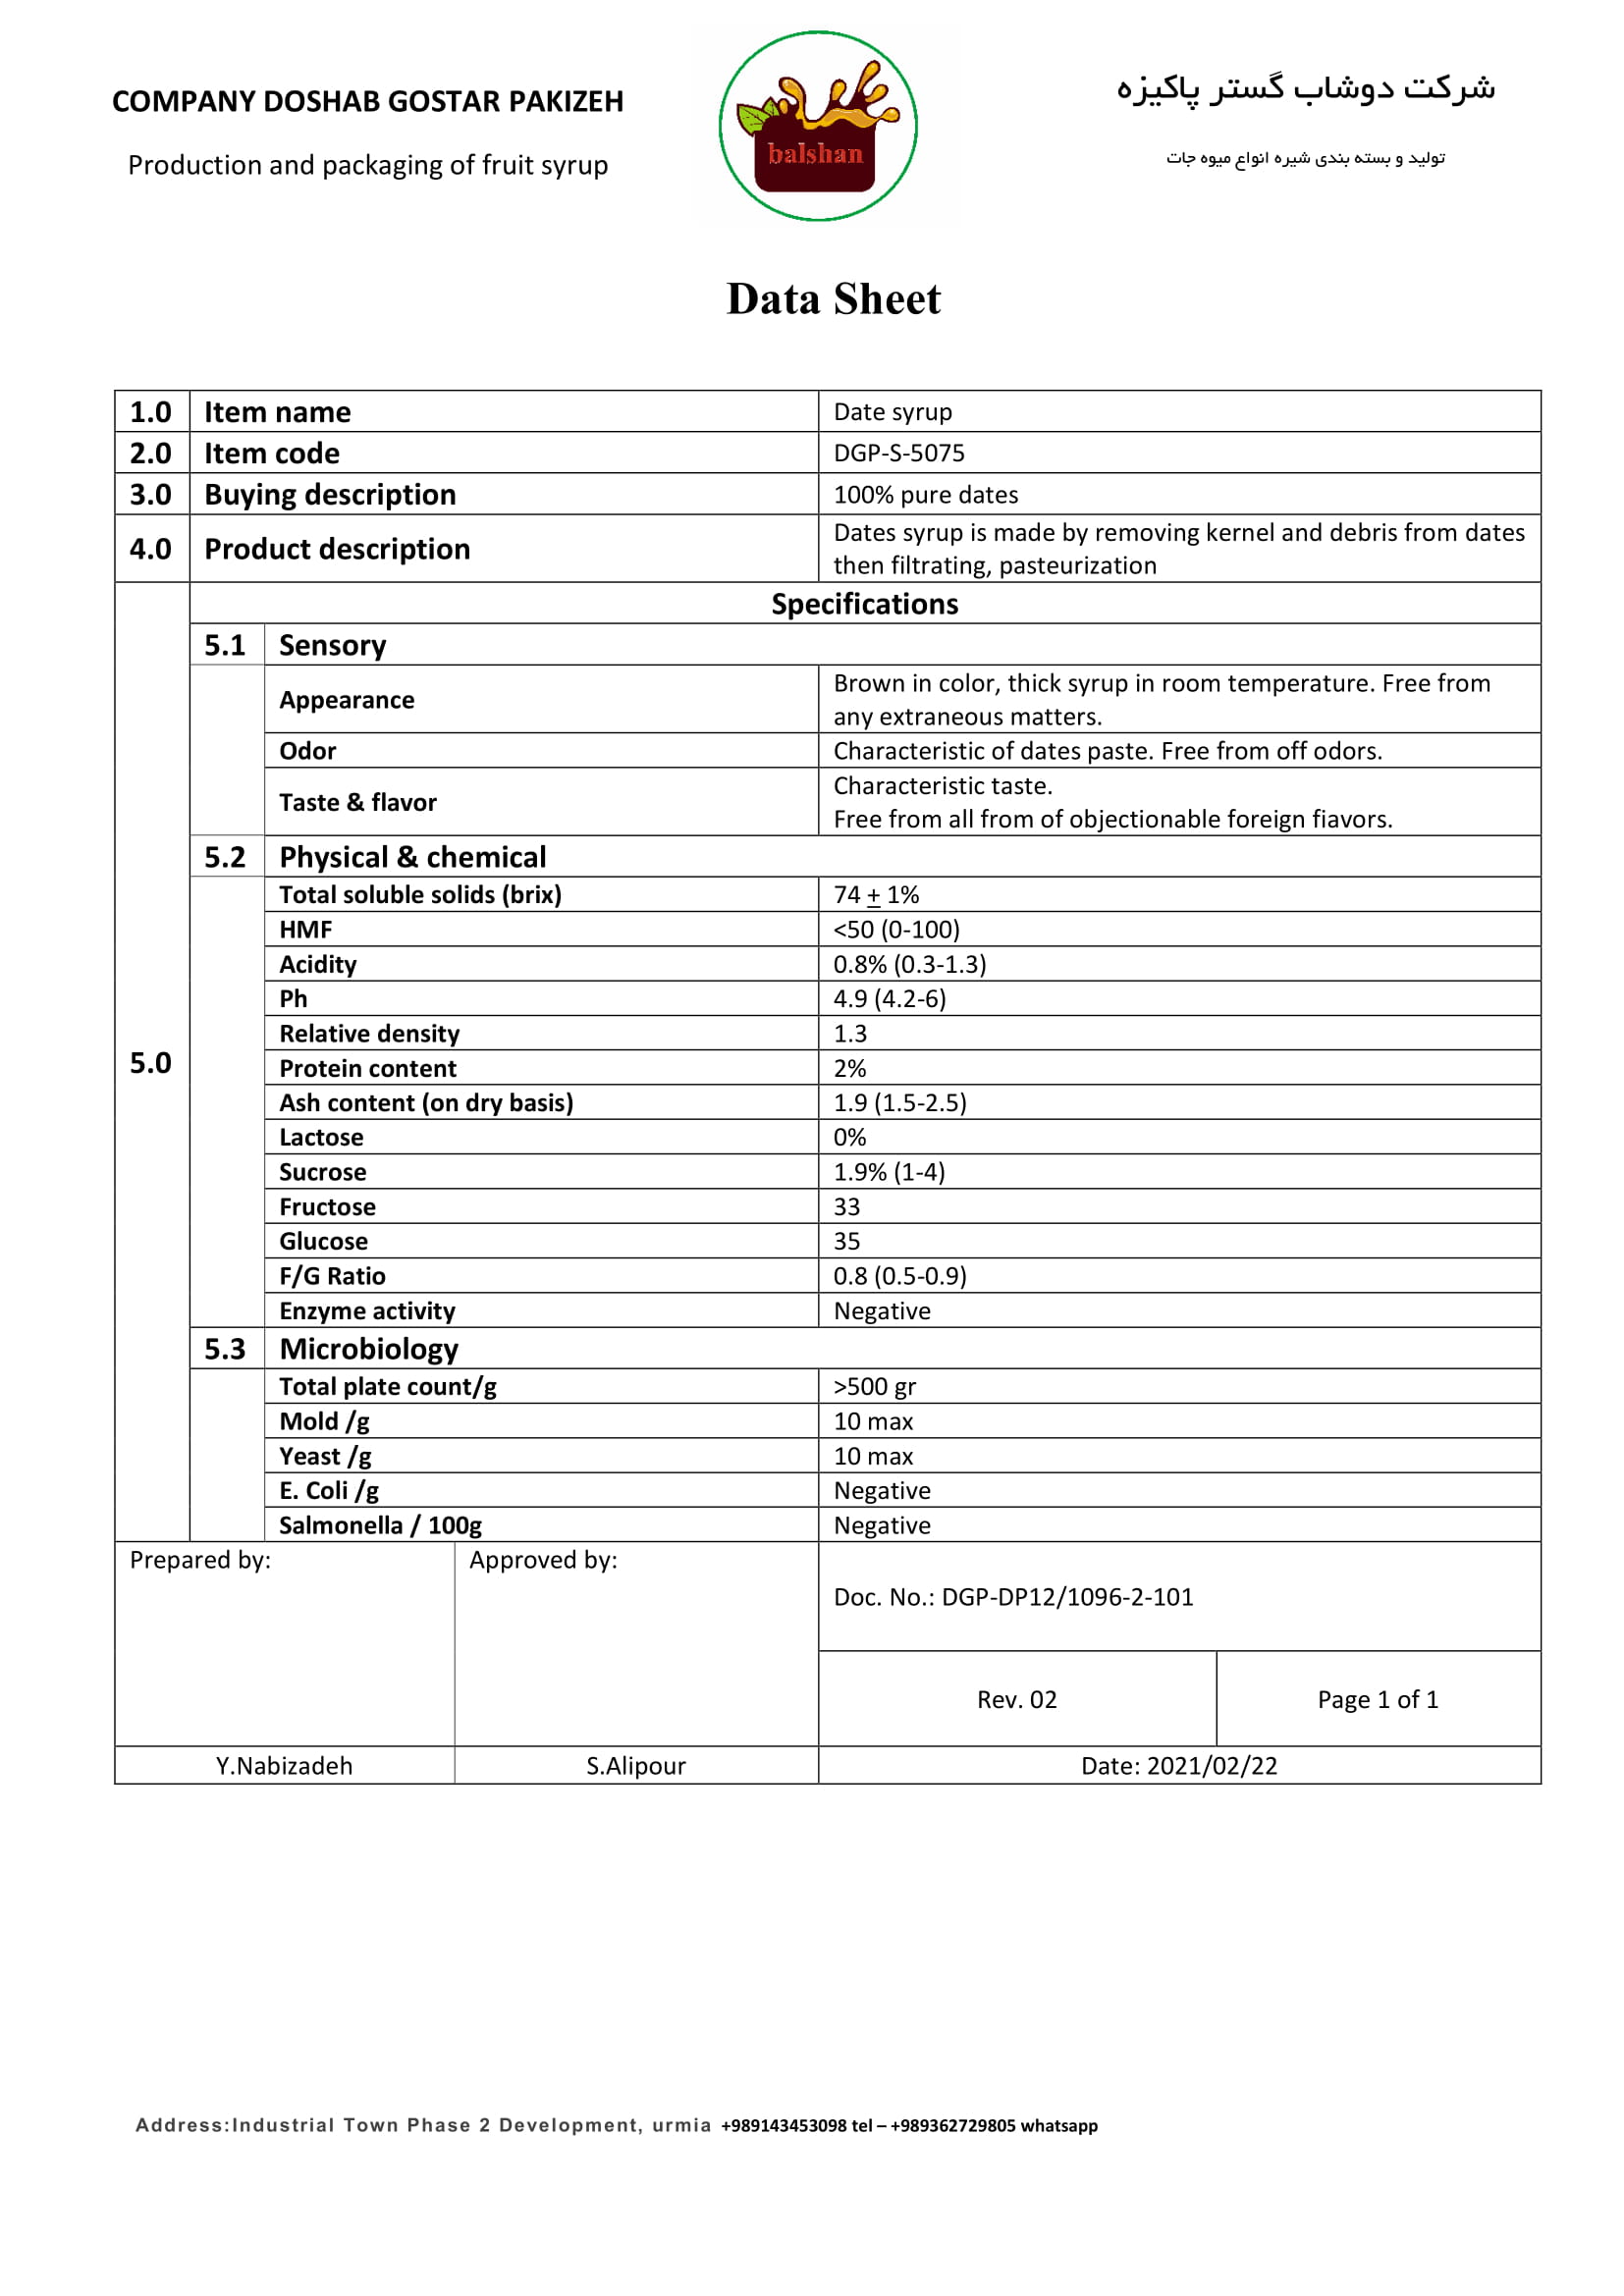 COMPANY DOSHAB GOSTAR PAKIZEH
Production and packaging of fruit syrup
balshan
شرکت دوشاب گستر پاکیزه
تولید و بسته بندی شیره انواع میوه جات
Data Sheet
1.0 Item name Date syrup
2.0 Item code DGP-S-5075
3.0 Buying description 100% pure dates
4.0 Product description Dates syrup is made by removing kernel and debris from dates
then filtrating, pasteurization
5.0
Specifications
5.1 Sensory
Appearance Brown in color, thick syrup in room temperature. Free from
any extraneous matters.
Odor Characteristic of dates paste. Free from off odors.
Taste & flavor Characteristic taste.
Free from all from of objectionable foreign fiavors.
5.2 Physical & chemical
Total soluble solids (brix) 74 ± 1%
HMF <50 (0-100)
Acidity 0.8% (0.3-1.3)
Ph 4.9 (4.2-6)
Relative density 1.3
Protein content 2%
Ash content (on dry basis) 1.9 (1.5-2.5)
Lactose 0%
Sucrose 1.9% (1-4)
Fructose 33
Glucose 35
F/G Ratio 0.8 (0.5-0.9)
Enzyme activity Negative
5.3 Microbiology
Total plate count/g >500 gr
Mold /g 10 max
Yeast /g 10 max
E. Coli /g Negative
Salmonella / 100g Negative
Prepared by: Approved by:
Doc. No.: DGP-DP12/1096-2-101
Rev. 02 Page 1 of 1
Y.Nabizadeh S.Alipour Date: 2021/02/22
Address:Industrial Town Phase 2 Development, urmia +989143453098 tel – +989362729805 whatsapp